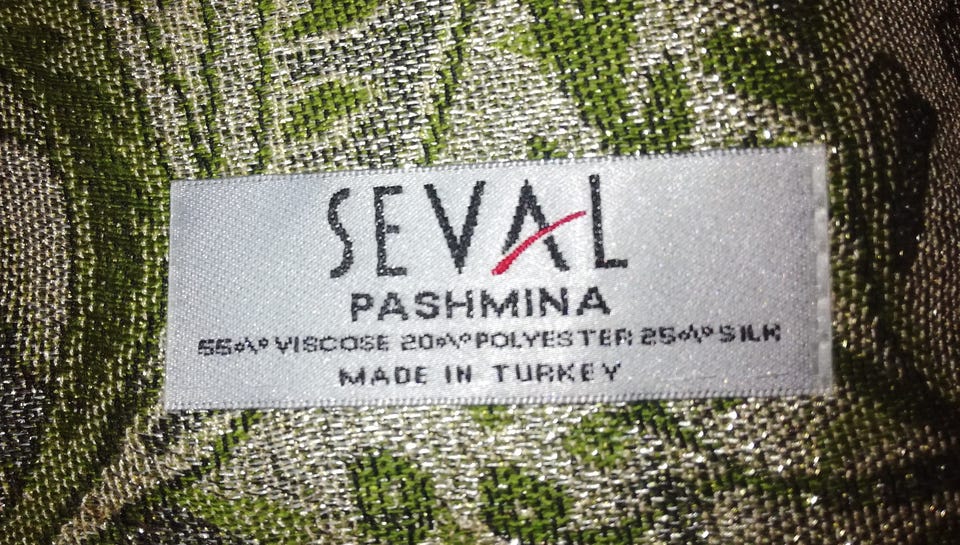 SEVAL
PASHMINA
55% VISCOSE 20% POLYESTER 25% SILK
MADE IN TURKEY